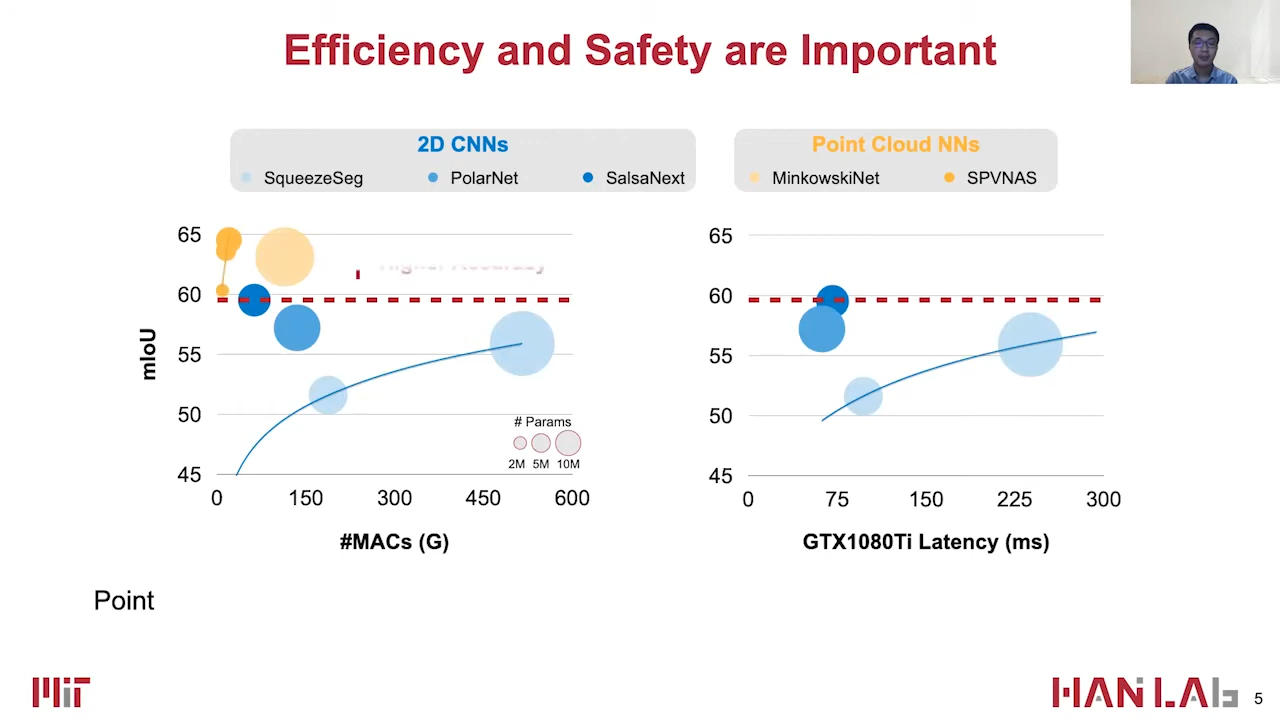 Efficiency and Safety are Important
2D CNNs
SqueezeSeg
PolarNet
SalsaNext
Point Cloud NNs
MinkowskiNet
SPVNAS
65
60
55
50
45
mIoU
0
150
300
450
600
#MACs (G)
# Params
2M
5M
10M
65
60
55
50
45
0
75
150
225
300
GTX1080Ti Latency (ms)
Point
MIT
HAN LAb
5